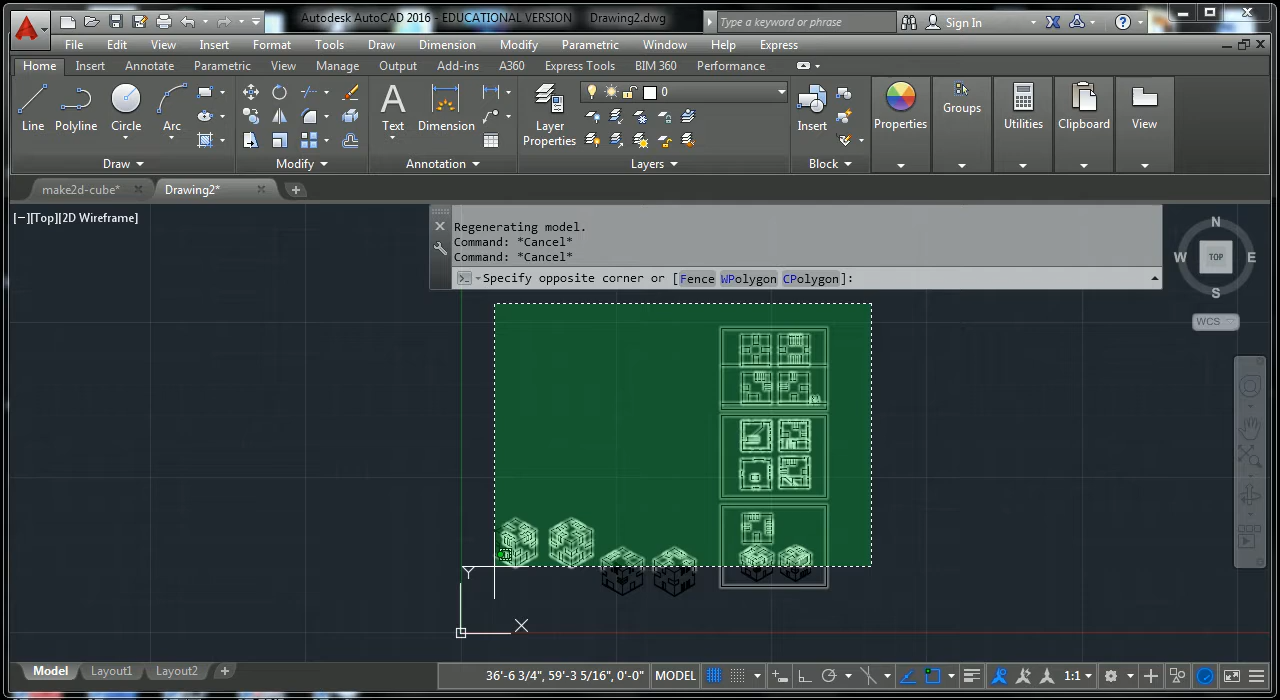 Autodesk AutoCAD 2016 - EDUCATIONAL VERSION Drawing2.dwg
Type a keyword or phrase
Sign In
File Edit View Insert Format Tools Draw Dimension Modify Parametric Window Help Express
Home Insert Annotate Parametric View Manage Output Add-ins A360 Express Tools BIM 360 Performance
0
Line Polyline Circle Arc
Text Dimension
Layer
Properties
Insert
Properties
Groups
Utilities
Clipboard
View
Draw Modify Annotation Layers Block
make2d-cube* Drawing2*
[−][Top][2D Wireframe]
Regenerating model.
Command: *Cancel*
Command: *Cancel*
Specify opposite corner or [Fence WPolygon CPolygon]:
N
W TOP E
S
WCS
Y
X
Model Layout1 Layout2
36'-6 3/4", 59'-3 5/16", 0'-0" MODEL 1:1